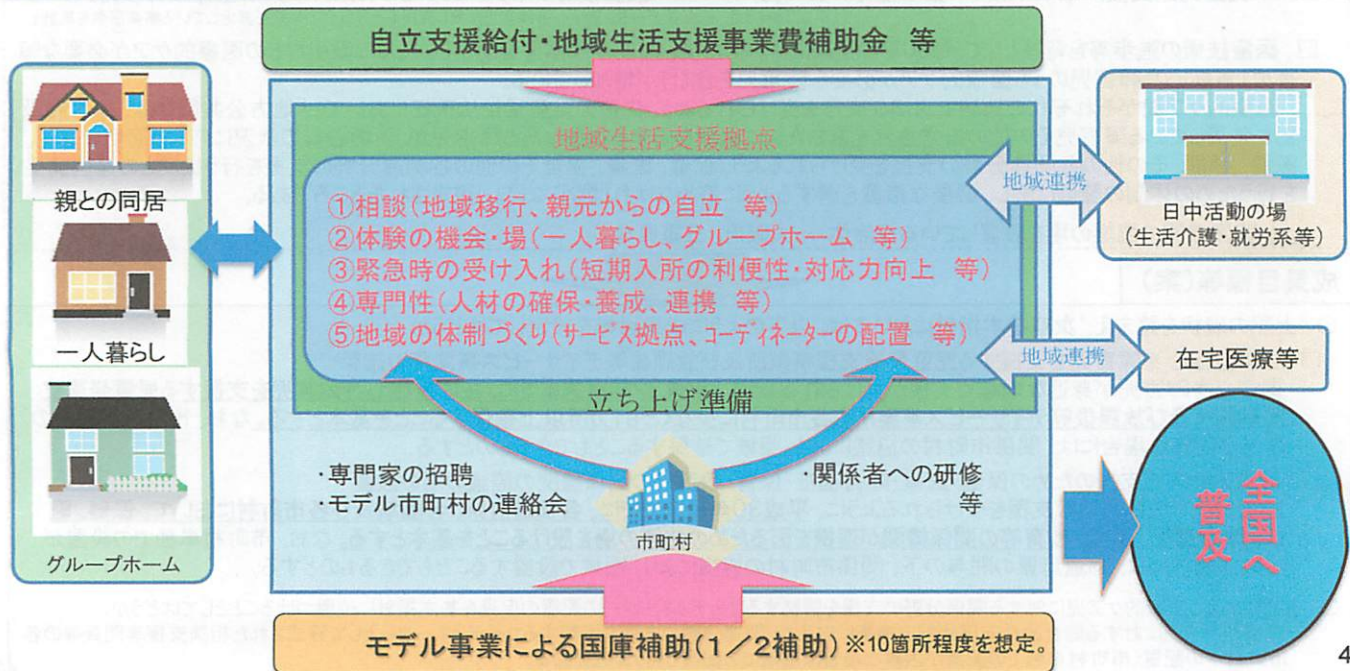 自立支援給付・地域生活支援事業費補助金 等
地域生活支援拠点
①相談(地域移行、親元からの自立 等)
②体験の機会・場(一人暮らし、グループホーム 等)
③緊急時の受け入れ(短期入所の利便性・対応力向上 等)
④専門性(人材の確保・養成、連携 等)
⑤地域の体制づくり(サービス拠点、コーディネーターの配置 等)
親との同居
一人暮らし
グループホーム
地域連携
日中活動の場
(生活介護・就労系等)
地域連携
在宅医療等
立ち上げ準備
・専門家の招聘
・モデル市町村の連絡会
・関係者への研修
等
市町村
全国へ
普及
モデル事業による国庫補助(1/2補助) ※10箇所程度を想定。
4